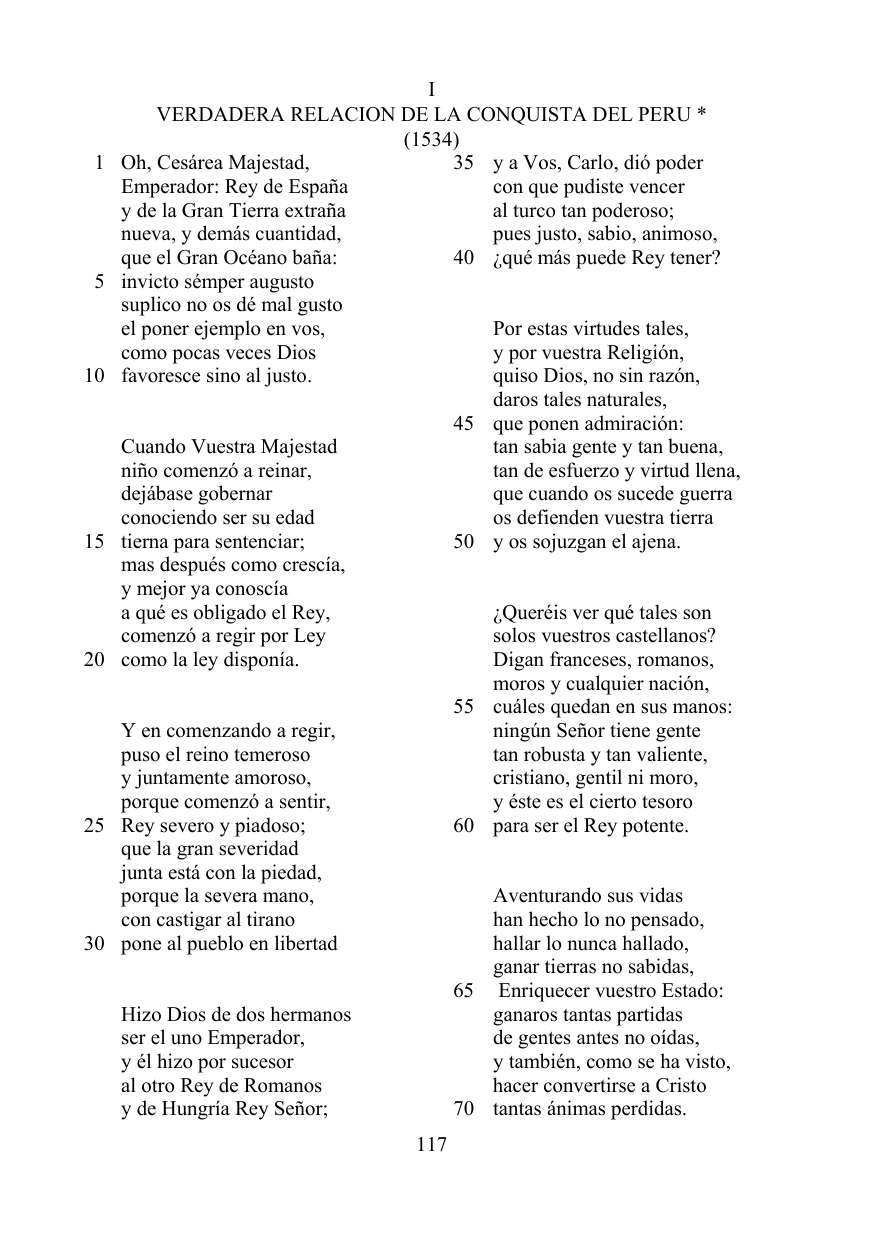 I
VERDADERA RELACION DE LA CONQUISTA DEL PERU *
(1534)
1 Oh, Cesárea Majestad,
Emperador: Rey de España
y de la Gran Tierra extraña
nueva, y demás cuantidad,
que el Gran Océano baña:
5 invicto sémper augusto
suplico no os dé mal gusto
el poner ejemplo en vos,
como pocas veces Dios
10 favoresce sino al justo.
Cuando Vuestra Majestad
niño comenzó a reinar,
dejábase gobernar
conociendo ser su edad
15 tierna para sentenciar;
mas después como crescía,
y mejor ya conoscía
a qué es obligado el Rey,
comenzó a regir por Ley
20 como la ley disponía.
Y en comenzando a regir,
puso el reino temeroso
y juntamente amoroso,
porque comenzó a sentir,
25 Rey severo y piadoso;
que la gran severidad
junta está con la piedad,
porque la severa mano,
con castigar al tirano
30 pone al pueblo en libertad
Hizo Dios de dos hermanos
ser el uno Emperador,
y él hizo por sucesor
al otro Rey de Romanos
y de Hungría Rey Señor;
35 y a Vos, Carlo, dió poder
con que pudiste vencer
al turco tan poderoso;
pues justo, sabio, animoso,
40 ¿qué más puede Rey tener?
Por estas virtudes tales,
y por vuestra Religión,
quiso Dios, no sin razón,
daros tales naturales,
45 que ponen admiración:
tan sabia gente y tan buena,
tan de esfuerzo y virtud llena,
que cuando os sucede guerra
os defienden vuestra tierra
50 y os sojuzgan el ajena.
¿Queréis ver qué tales son
solos vuestros castellanos?
Digan franceses, romanos,
moros y cualquier nación,
55 cuáles quedan en sus manos:
ningún Señor tiene gente
tan robusta y tan valiente,
cristiano, gentil ni moro,
y éste es el cierto tesoro
60 para ser el Rey potente.
Aventurando sus vidas
han hecho lo no pensado,
hallar lo nunca hallado,
ganar tierras no sabidas,
65 Enriquecer vuestro Estado:
ganaros tantas partidas
de gentes antes no oídas,
y también, como se ha visto,
hacer convertirse a Cristo
70 tantas ánimas perdidas.
117